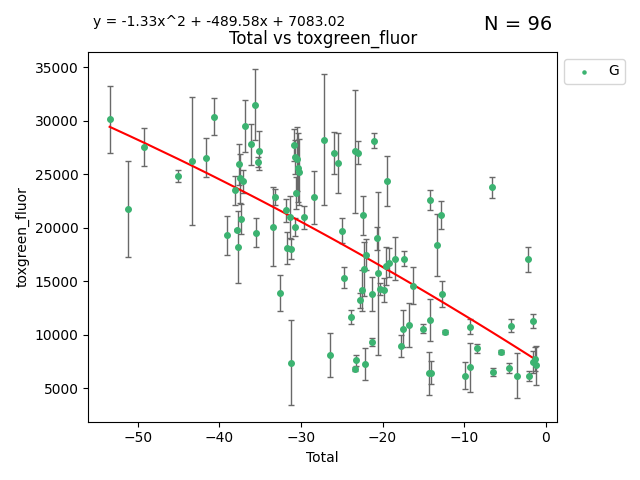 y = -1.33x^2 + -489.58x + 7083.02
N = 96
Total vs toxgreen_fluor
G
toxgreen_fluor
35000
30000
25000
20000
15000
10000
5000
−50 −40 −30 −20 −10 0
Total